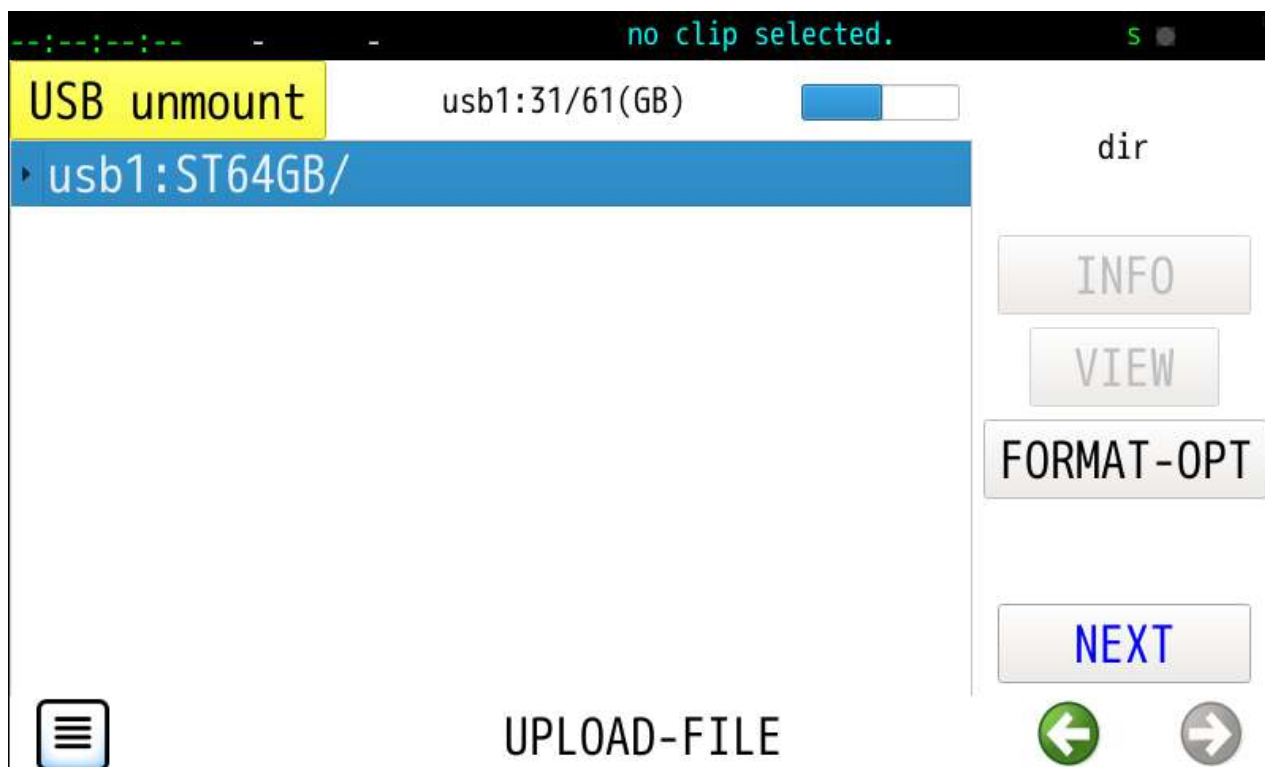 --:--:--:-- - - no clip selected. S
USB unmount usb1:31/61(GB)
dir
usb1:ST64GB/
INFO
VIEW
FORMAT-OPT
NEXT
UPLOAD-FILE